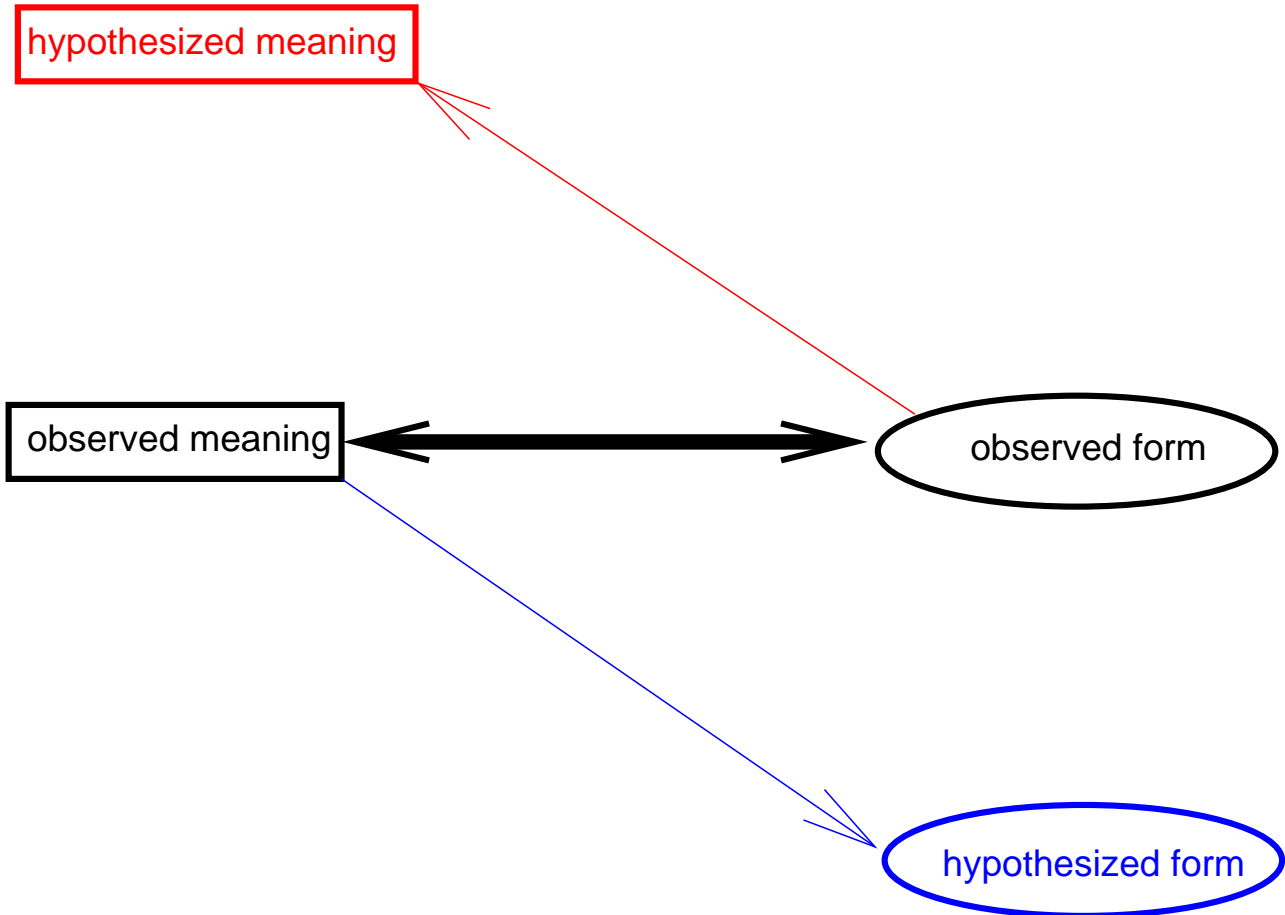 hypothesized meaning
observed meaning
observed form
hypothesized form